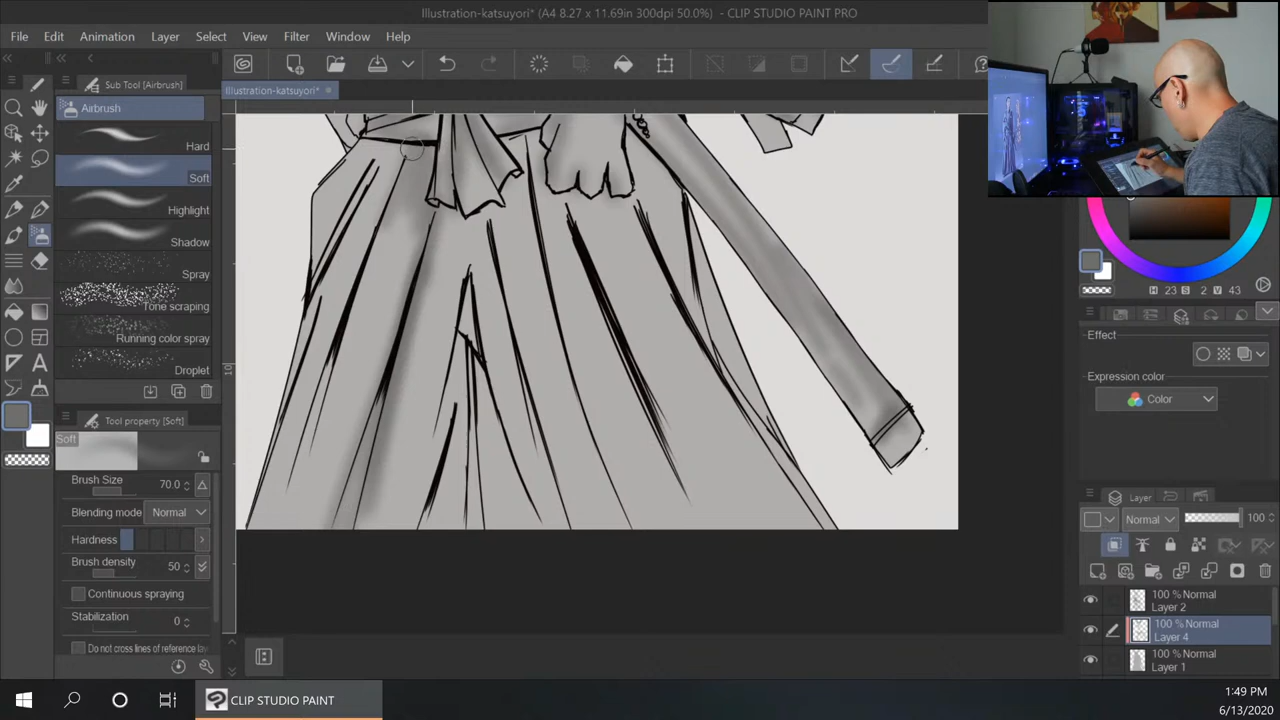 Illustration-katsuyori* (A4 8.27 x 11.69in 300dpi 50.0%) - CLIP STUDIO PAINT PRO
File Edit Animation Layer Select View Filter Window Help
Sub Tool [Airbrush]
Illustration-katsuyori*
Airbrush
Hard
Soft
Highlight
Shadow
Spray
Tone scraping
Running color spray
Droplet
Tool property [Soft]
Soft
Brush Size 70.0
Blending mode Normal
Hardness
Brush density 50
Continuous spraying
Stabilization 0
Do not cross lines of reference lay
10
H 23 S 2 V 43
Effect
Expression color
Color
Layer
Normal 100
100 % Normal
Layer 2
100 % Normal
Layer 4
100 % Normal
Layer 1
CLIP STUDIO PAINT
1:49 PM
6/13/2020